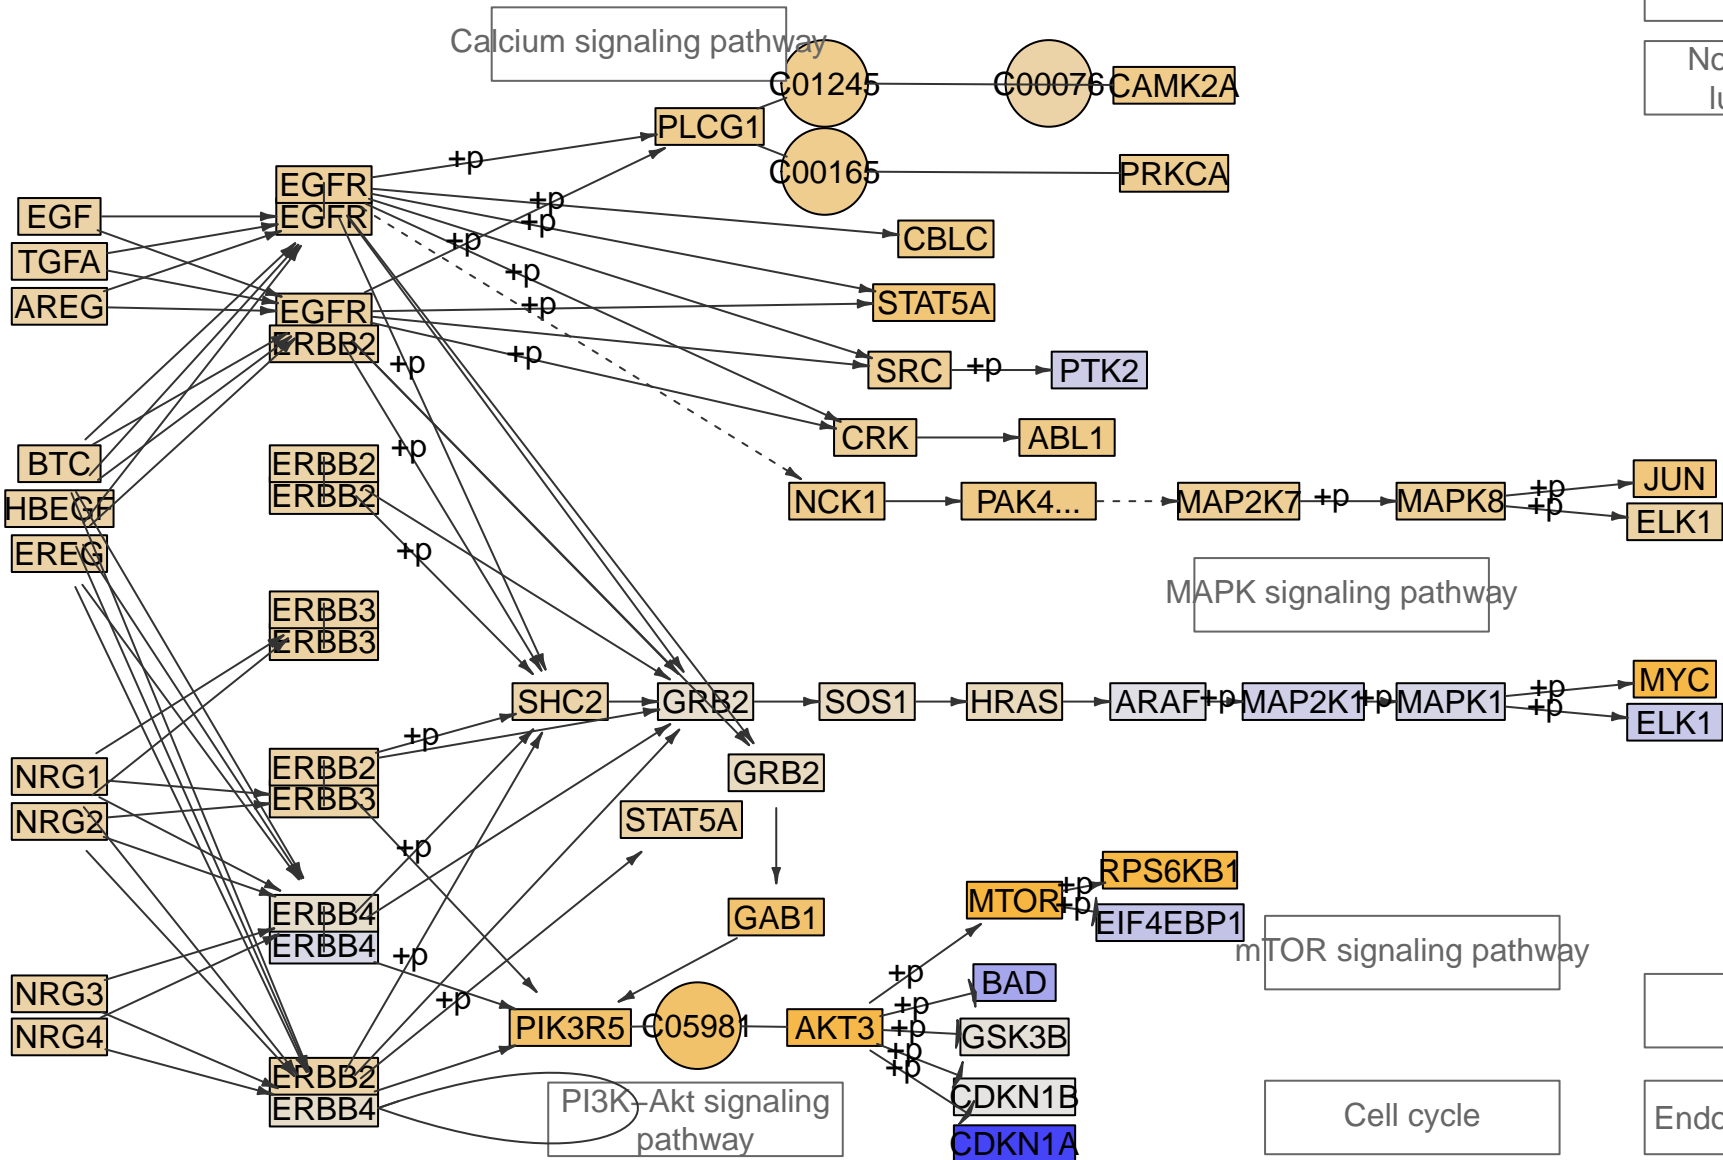 Calcium signaling pathway
C01245
C00076
CAMK2A
No
lu
PLCG1
+p
C00165
PRKCA
EGFR
EGFR
EGF
TGFA
AREG
+p
+p
+p
+p
+p
+p
CBLC
STAT5A
EGFR
ERBB2
+p
SRC
+p
PTK2
CRK
ABL1
BTC
HBEGF
EREG
ERBB2
ERBB2
+p
+p
NCK1
PAK4...
MAP2K7
+p
MAPK8
+p
+p
JUN
ELK1
MAPK signaling pathway
ERBB3
ERBB3
SHC2
GRB2
SOS1
HRAS
ARAF
+p
MAP2K1
+p
MAPK1
+p
+p
MYC
ELK1
NRG1
NRG2
ERBB2
ERBB3
+p
GRB2
STAT5A
+p
ERBB4
ERBB4
+p
+p
GAB1
MTOR
+p
+p
RPS6KB1
EIF4EBP1
mTOR signaling pathway
NRG3
NRG4
PIK3R5
C05981
AKT3
+p
+p
+p
+p
+p
BAD
GSK3B
CDKN1B
CDKN1A
ERBB2
ERBB4
PI3K–Akt signaling
pathway
Cell cycle
Endo